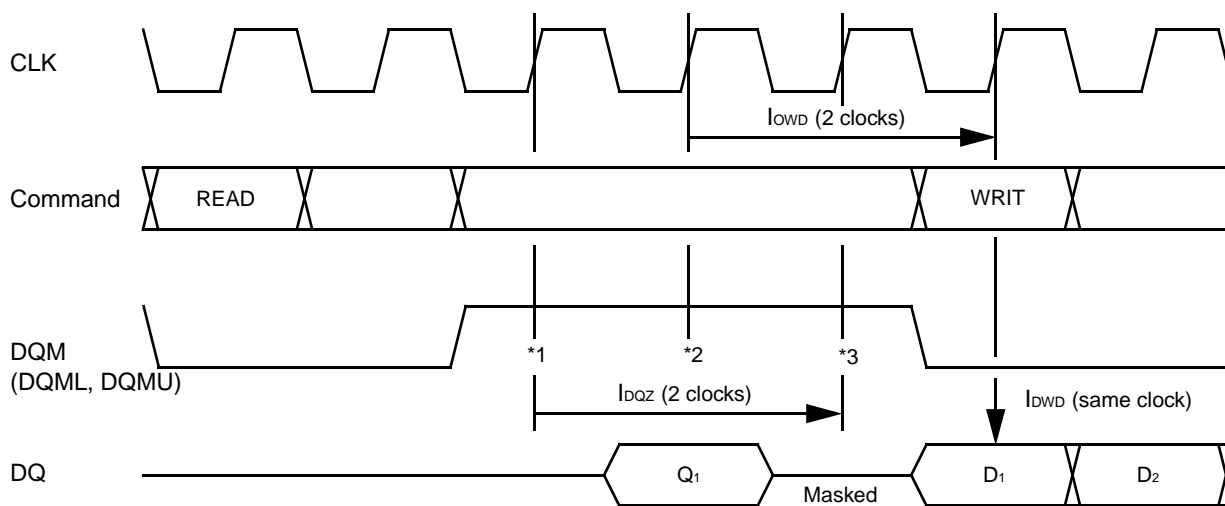 CLK
IOWD (2 clocks)
Command
READ
WRIT
DQM
(DQML, DQMU)
*1
*2
*3
IDQZ (2 clocks)
IDWD (same clock)
DQ
Q1
Masked
D1
D2